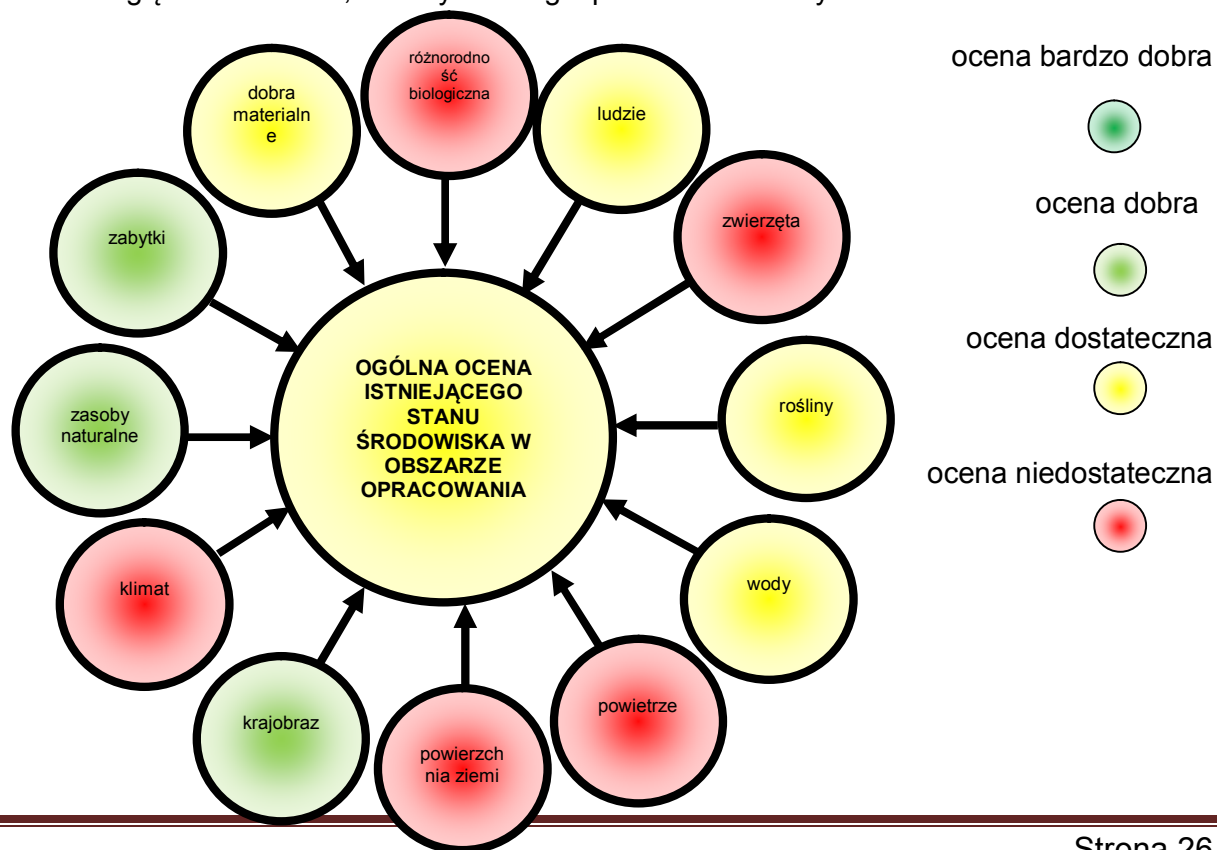 różnorodno
ść
biologiczna
ludzie
zwierzęta
rośliny
wody
powietrze
powierzch
nia ziemi
krajobraz
klimat
zasoby
naturalne
zabytki
dobra
materialn
e
OGÓLNA OCENA
ISTNIEJĄCEGO
STANU
ŚRODOWISKA W
OBSZARZE
OPRACOWANIA
ocena bardzo dobra
ocena dobra
ocena dostateczna
ocena niedostateczna
Strona 26